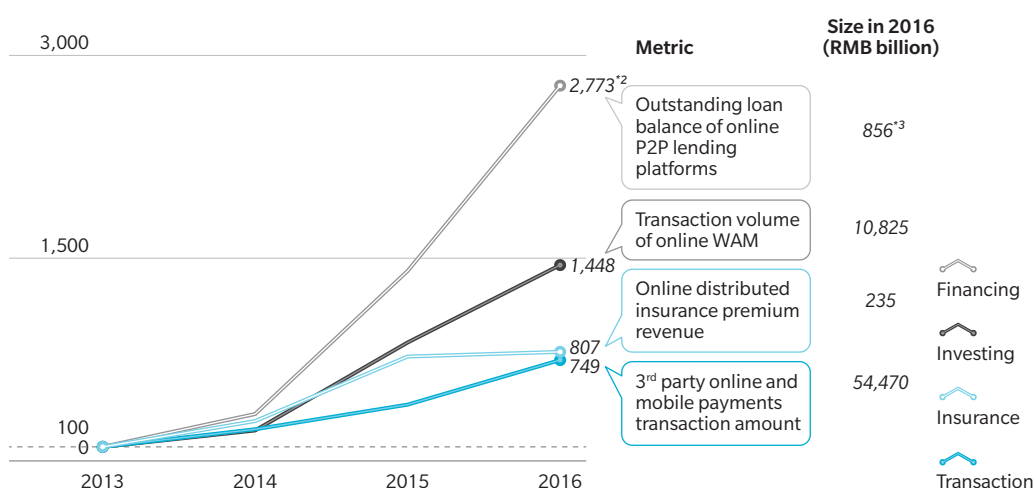 Size in 2016
Metric
(RMB billion)
3,000
2,773*2
Outstanding loan
balance of online
P2P lending
platforms
856*3
Transaction volume
of online WAM
10,825
1,500
1,448
Online distributed
insurance premium
revenue
235
807
749
3rd party online and
mobile payments
transaction amount
54,470
100
0
2013
2014
2015
2016
Financing
Investing
Insurance
Transaction